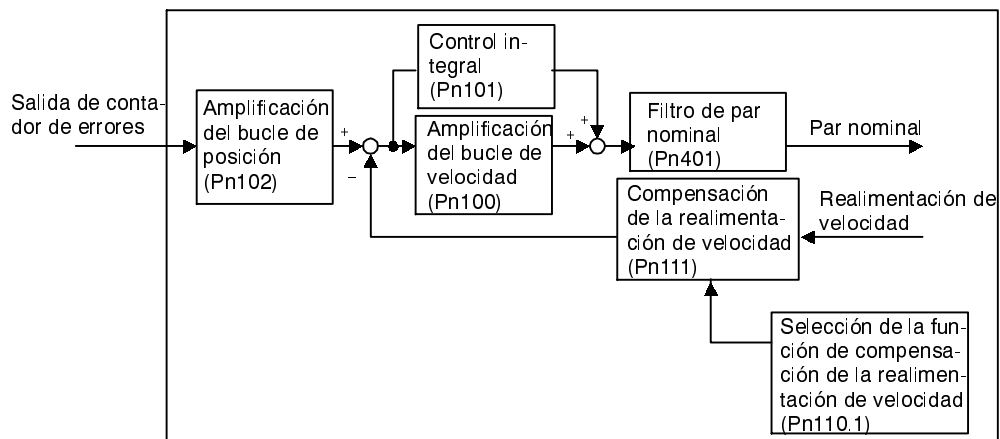 Control in-
tegral
(Pn101)
Salida de conta-
dor de errores
Amplificación
del bucle de
posición
(Pn102)
+
−
Amplificación
del bucle de
velocidad
(Pn100)
+
+
Filtro de par
nominal
(Pn401)
Par nominal
Compensación
de la realimenta-
ción de velocidad
(Pn111)
Realimentación de
velocidad
Selección de la fun-
ción de compensa-
ción de la realimen-
tación de velocidad
(Pn110.1)